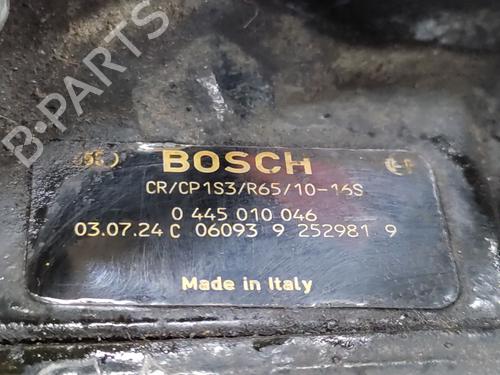 B-PARTS
BOSCH
CR/CP1S3/R65/10-16S
0 445 010 046
03.07.24 C 06093 9 252981 9
Made in Italy